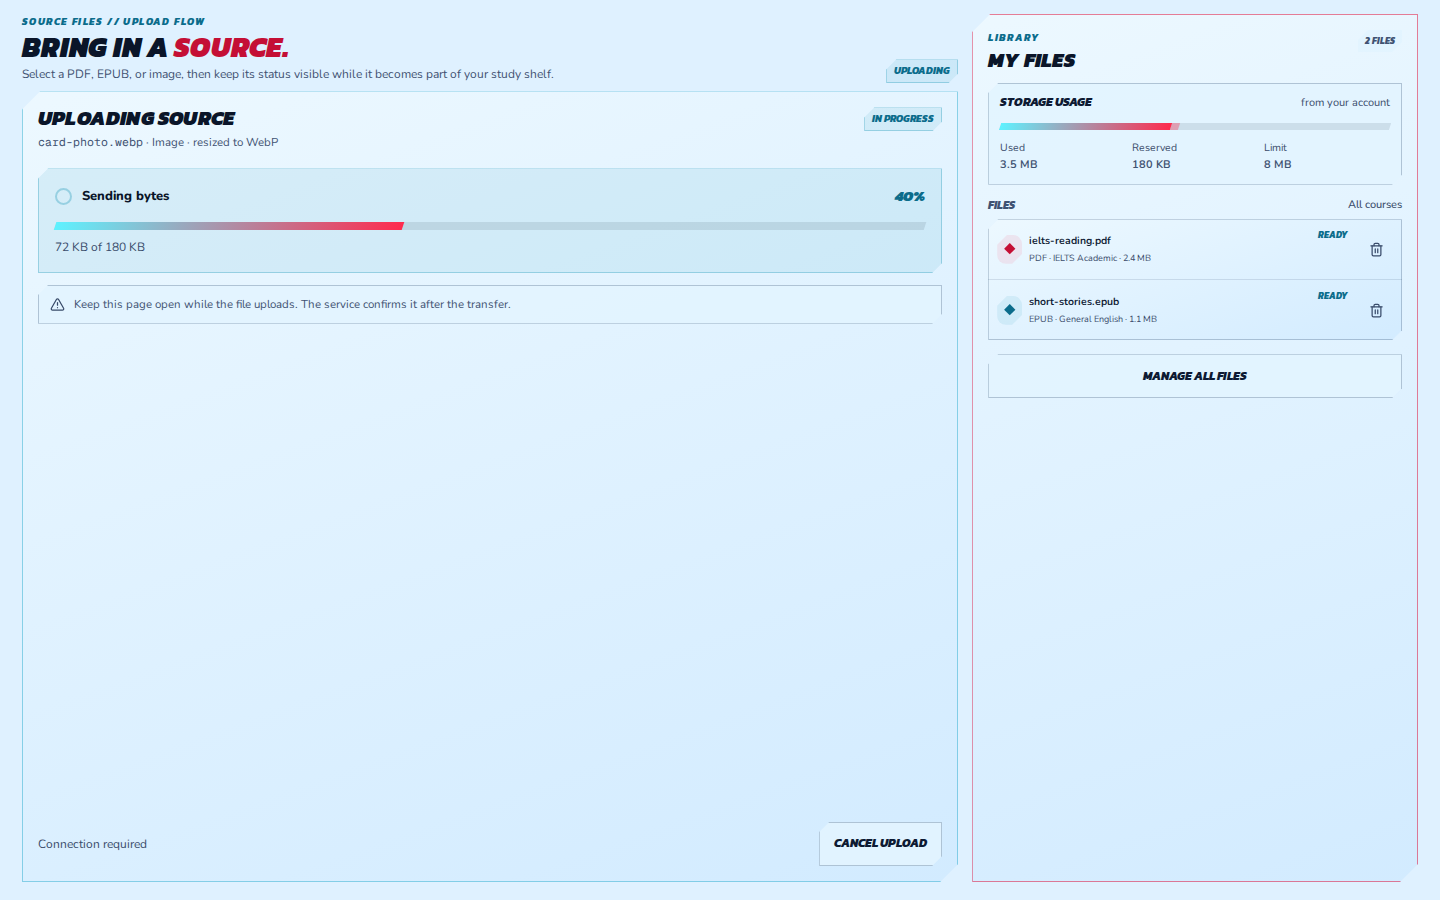 SOURCE FILES // UPLOAD FLOW
BRING IN A SOURCE.
Select a PDF, EPUB, or image, then keep its status visible while it becomes part of your study shelf.
UPLOADING
UPLOADING SOURCE
IN PROGRESS
card-photo.webp · Image · resized to WebP
Sending bytes
40%
72 KB of 180 KB
Keep this page open while the file uploads. The service confirms it after the transfer.
Connection required
CANCEL UPLOAD
LIBRARY
2 FILES
MY FILES
STORAGE USAGE
from your account
Used
Reserved
Limit
3.5 MB
180 KB
8 MB
FILES
All courses
ielts-reading.pdf
READY
PDF · IELTS Academic · 2.4 MB
short-stories.epub
READY
EPUB · General English · 1.1 MB
MANAGE ALL FILES